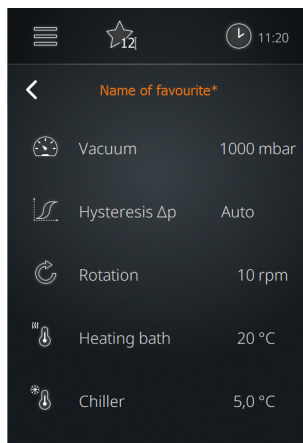 12
11:20
Name of favourite*
Vacuum 1000 mbar
Hysteresis Δp Auto
Rotation 10 rpm
Heating bath 20 °C
Chiller 5,0 °C